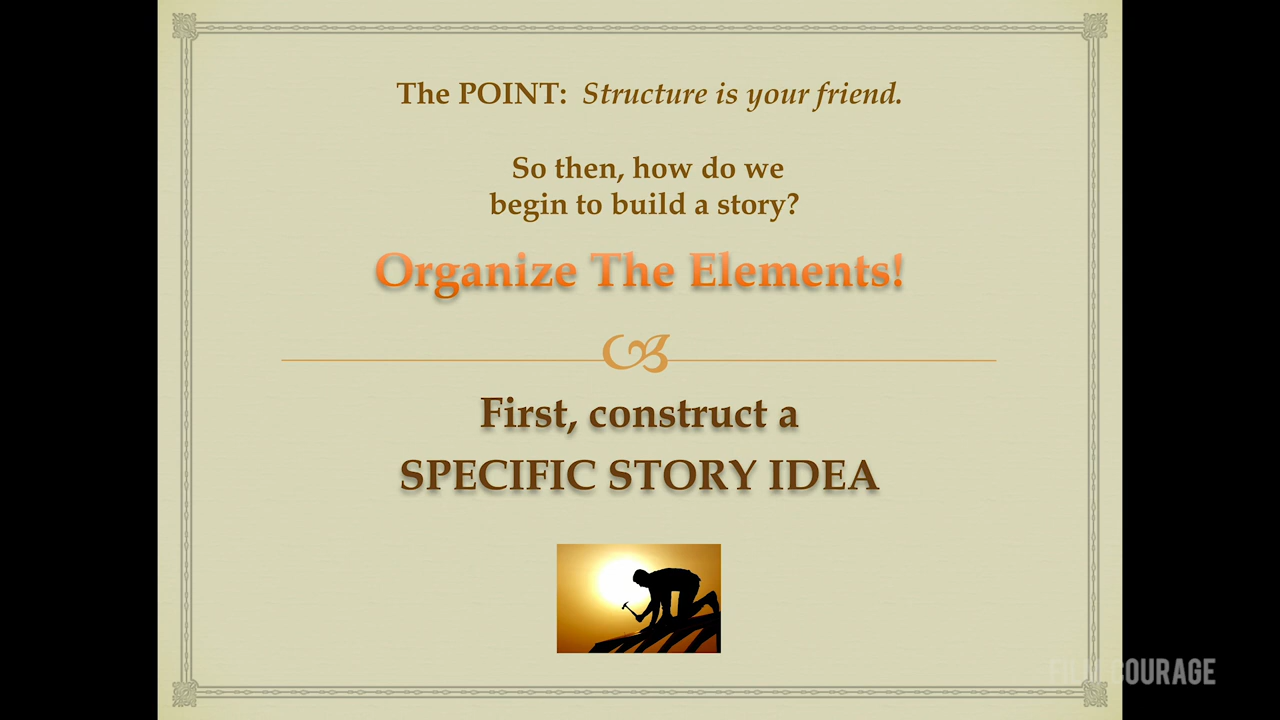 The POINT: Structure is your friend.
So then, how do we
begin to build a story?
Organize The Elements!
First, construct a
SPECIFIC STORY IDEA
FILM COURAGE